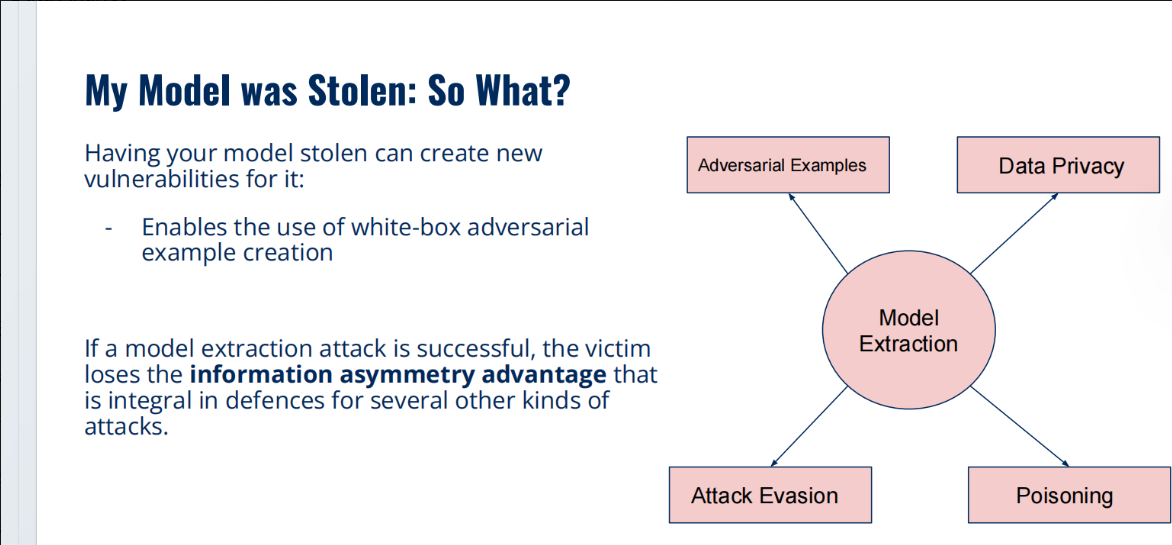 My Model was Stolen: So What?
Having your model stolen can create new
vulnerabilities for it:
- Enables the use of white-box adversarial
example creation
If a model extraction attack is successful, the victim
loses the information asymmetry advantage that
is integral in defences for several other kinds of
attacks.
Adversarial Examples
Data Privacy
Model
Extraction
Attack Evasion
Poisoning